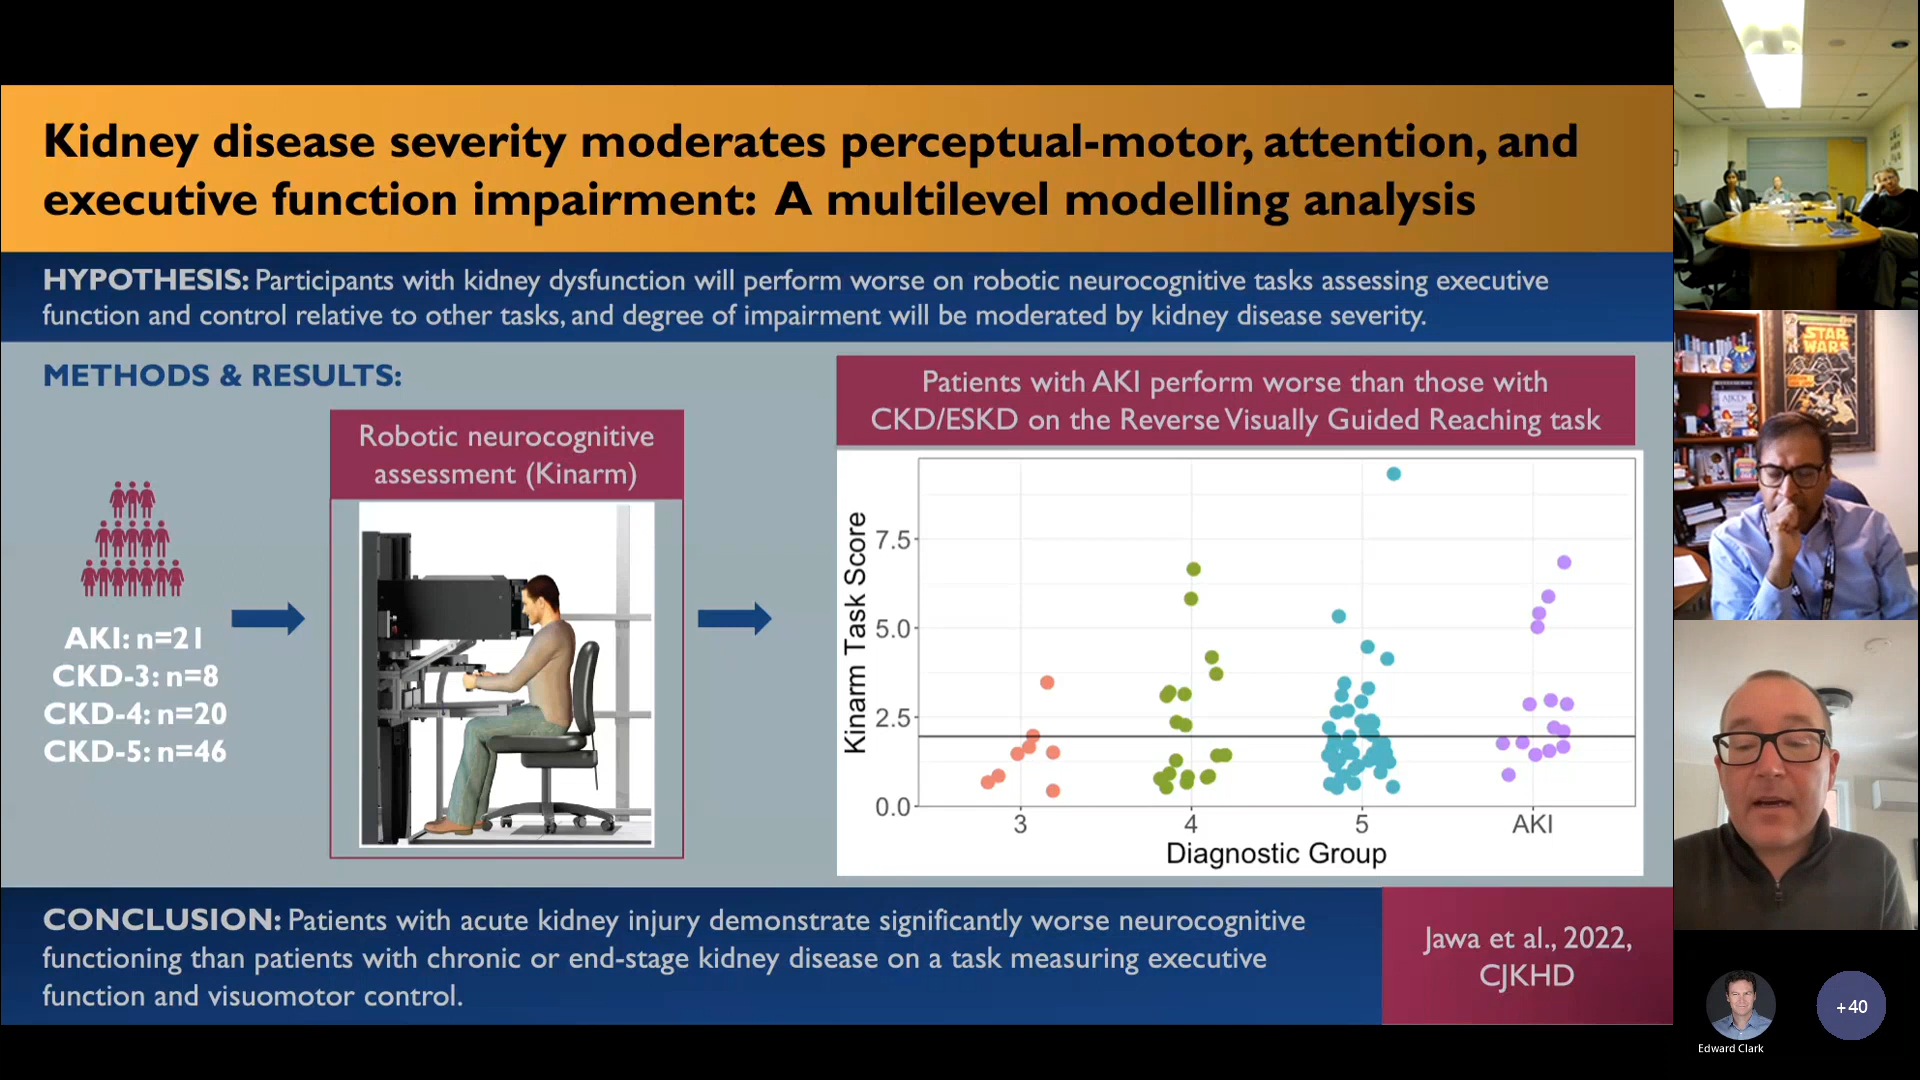 Kidney disease severity moderates perceptual-motor, attention, and
executive function impairment: A multilevel modelling analysis
HYPOTHESIS: Participants with kidney dysfunction will perform worse on robotic neurocognitive tasks assessing executive
function and control relative to other tasks, and degree of impairment will be moderated by kidney disease severity.
METHODS & RESULTS:
AKI: n=21
CKD-3: n=8
CKD-4: n=20
CKD-5: n=46
Robotic neurocognitive
assessment (Kinarm)
Patients with AKI perform worse than those with
CKD/ESKD on the Reverse Visually Guided Reaching task
Kinarm Task Score
7.5
5.0
2.5
0.0
3 4 5 AKI
Diagnostic Group
CONCLUSION: Patients with acute kidney injury demonstrate significantly worse neurocognitive
functioning than patients with chronic or end-stage kidney disease on a task measuring executive
function and visuomotor control.
Jawa et al., 2022,
CJKHD
STAR
WARS
AJKD
Edward Clark
+40